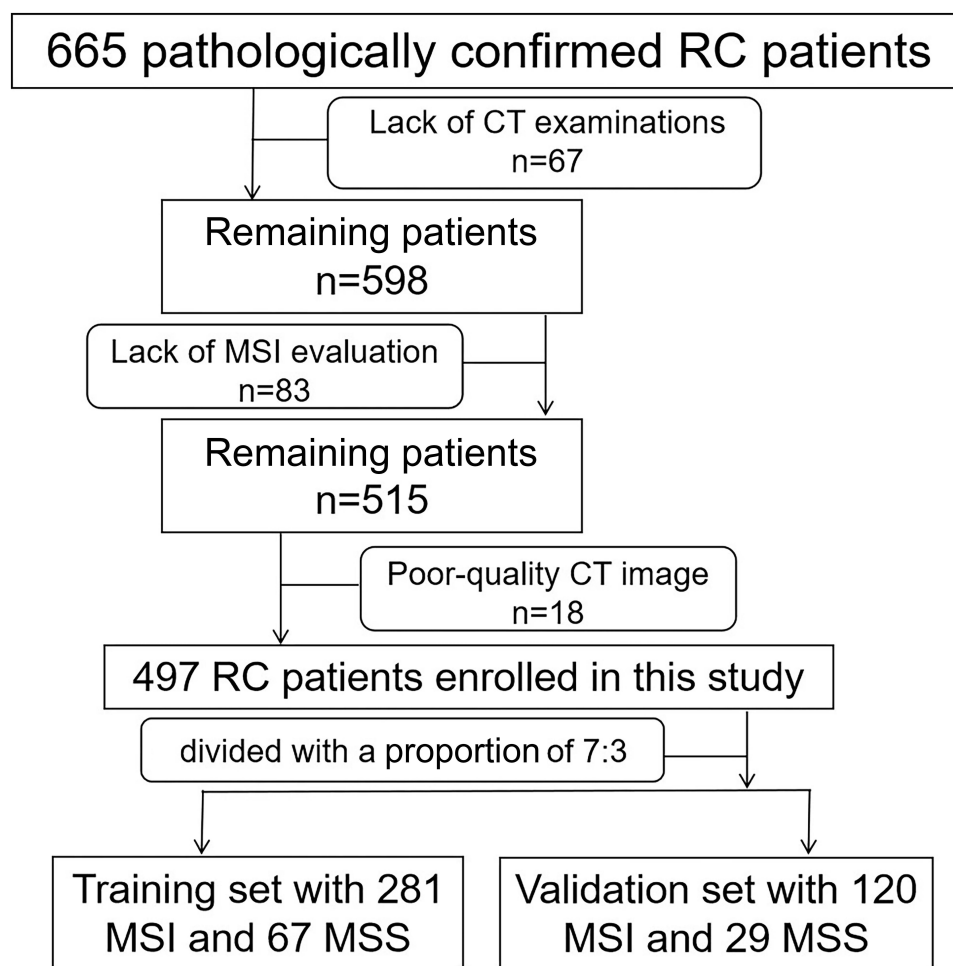 665 pathologically confirmed RC patients
Lack of CT examinations
n=67
Remaining patients
n=598
Lack of MSI evaluation
n=83
Remaining patients
n=515
Poor-quality CT image
n=18
497 RC patients enrolled in this study
divided with a proportion of 7:3
Training set with 281
MSI and 67 MSS
Validation set with 120
MSI and 29 MSS